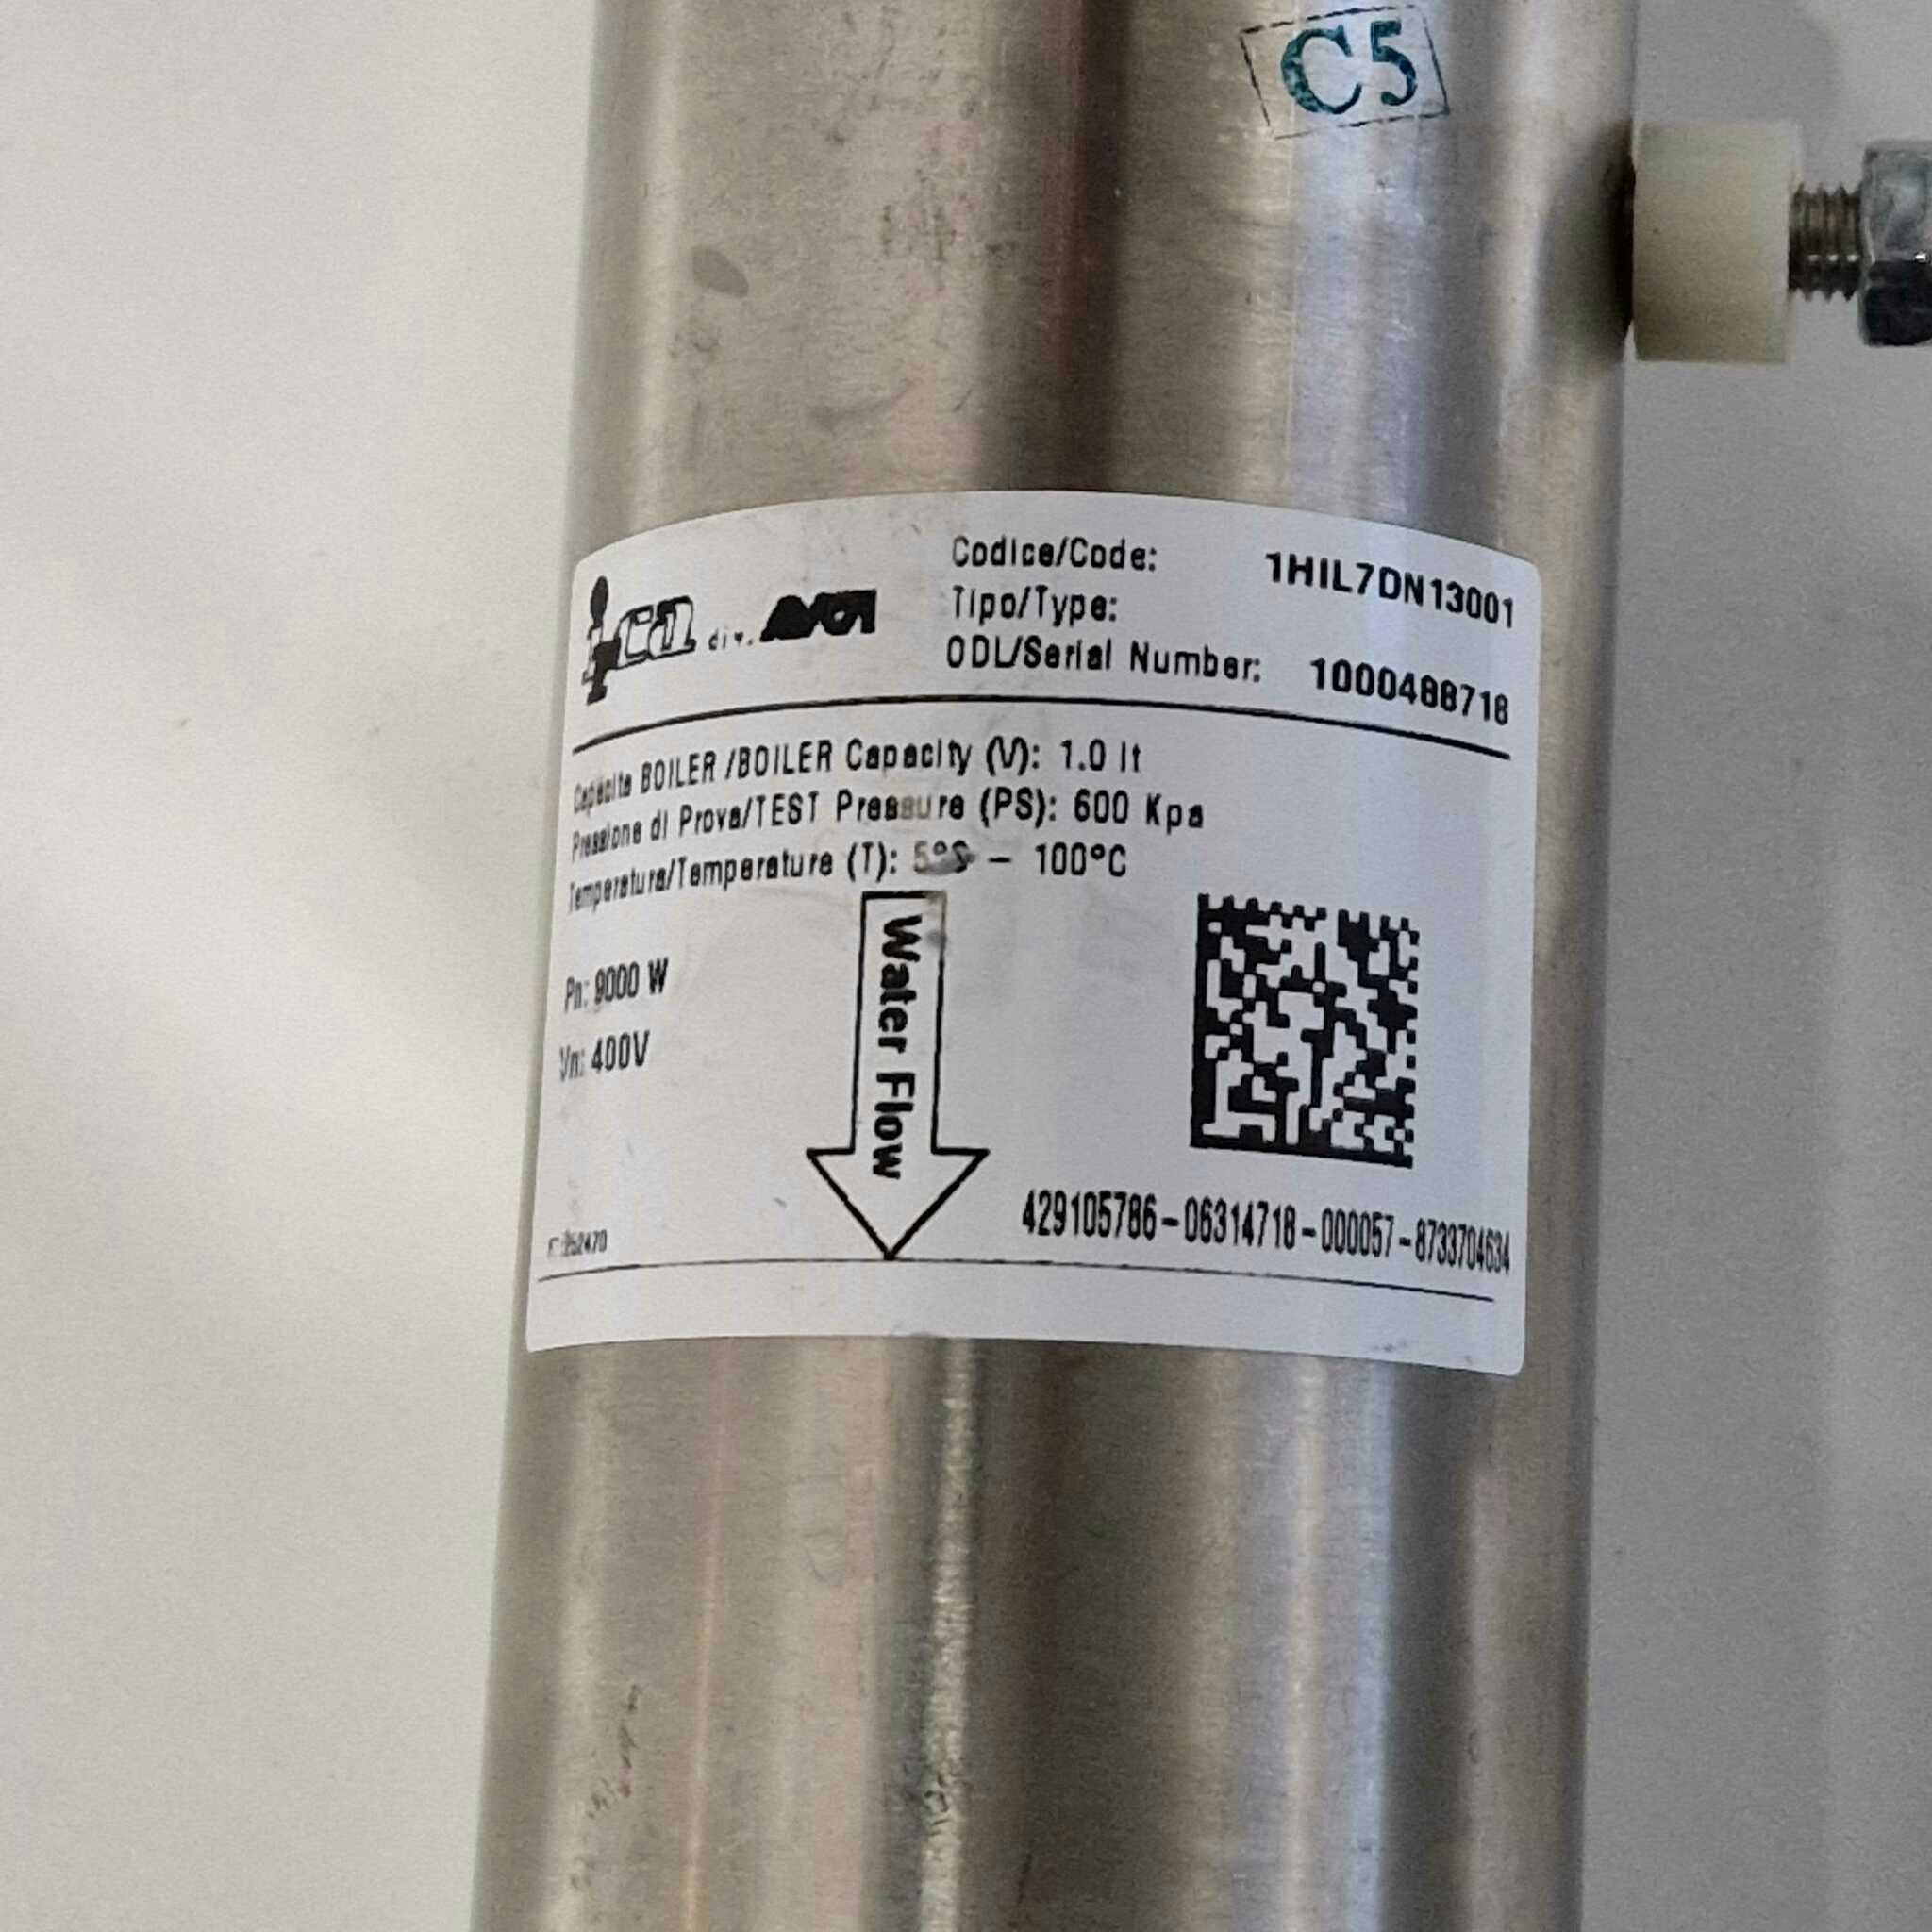 C5
ica div.
Codice/Code: 1HIL7DN13001
Tipo/Type:
ODL/Serial Number: 1000488718
Capacita BOILER /BOILER Capacity (V): 1.0 lt
Pressione di Prova/TEST Pressure (PS): 600 Kpa
Temperatura/Temperature (T): – 100°C
Pn: 9000 W
Vn: 400V
Water Flow
429105786-06314718-000057-8733704634